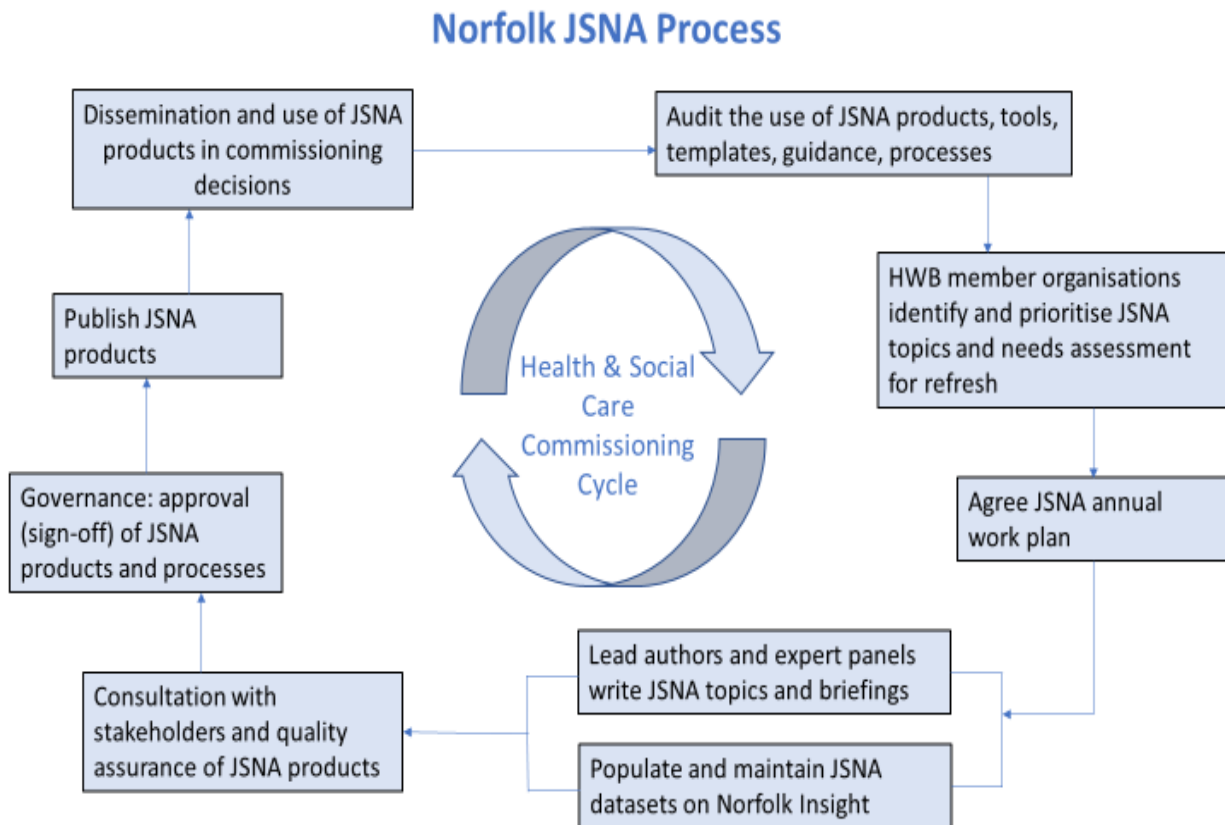 Norfolk JSNA Process
Dissemination and use of JSNA
products in commissioning
decisions
Audit the use of JSNA products, tools,
templates, guidance, processes
HWB member organisations
identify and prioritise JSNA
topics and needs assessment
for refresh
Agree JSNA annual
work plan
Lead authors and expert panels
write JSNA topics and briefings
Populate and maintain JSNA
datasets on Norfolk Insight
Consultation with
stakeholders and quality
assurance of JSNA products
Governance: approval
(sign-off) of JSNA
products and processes
Publish JSNA
products
Health & Social
Care
Commissioning
Cycle